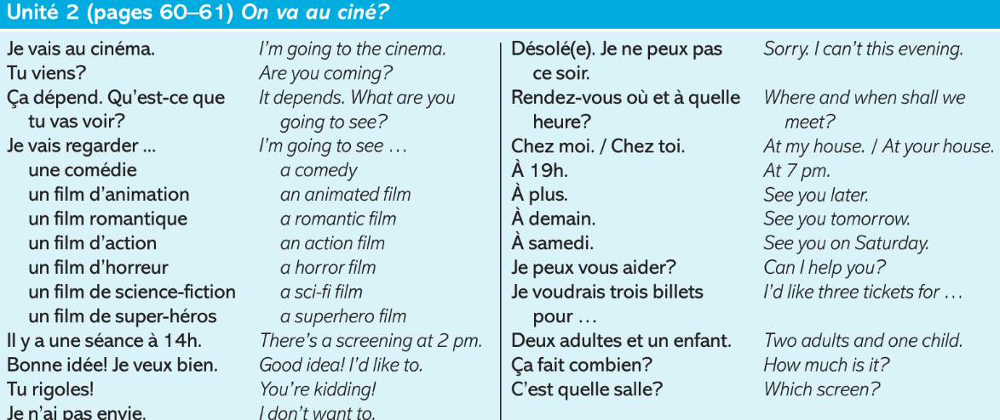 Unité 2 (pages 60–61) On va au ciné?
Je vais au cinéma. I'm going to the cinema.
Tu viens? Are you coming?
Ça dépend. Qu'est-ce que It depends. What are you
tu vas voir? going to see?
Je vais regarder ... I'm going to see …
une comédie a comedy
un film d'animation an animated film
un film romantique a romantic film
un film d'action an action film
un film d'horreur a horror film
un film de science-fiction a sci-fi film
un film de super-héros a superhero film
Il y a une séance à 14h. There's a screening at 2 pm.
Bonne idée! Je veux bien. Good idea! I'd like to.
Tu rigoles! You're kidding!
Je n'ai pas envie. I don't want to.
Désolé(e). Je ne peux pas Sorry. I can't this evening.
ce soir.
Rendez-vous où et à quelle Where and when shall we
heure? meet?
Chez moi. / Chez toi. At my house. / At your house.
À 19h. At 7 pm.
À plus. See you later.
À demain. See you tomorrow.
À samedi. See you on Saturday.
Je peux vous aider? Can I help you?
Je voudrais trois billets I'd like three tickets for …
pour …
Deux adultes et un enfant. Two adults and one child.
Ça fait combien? How much is it?
C'est quelle salle? Which screen?